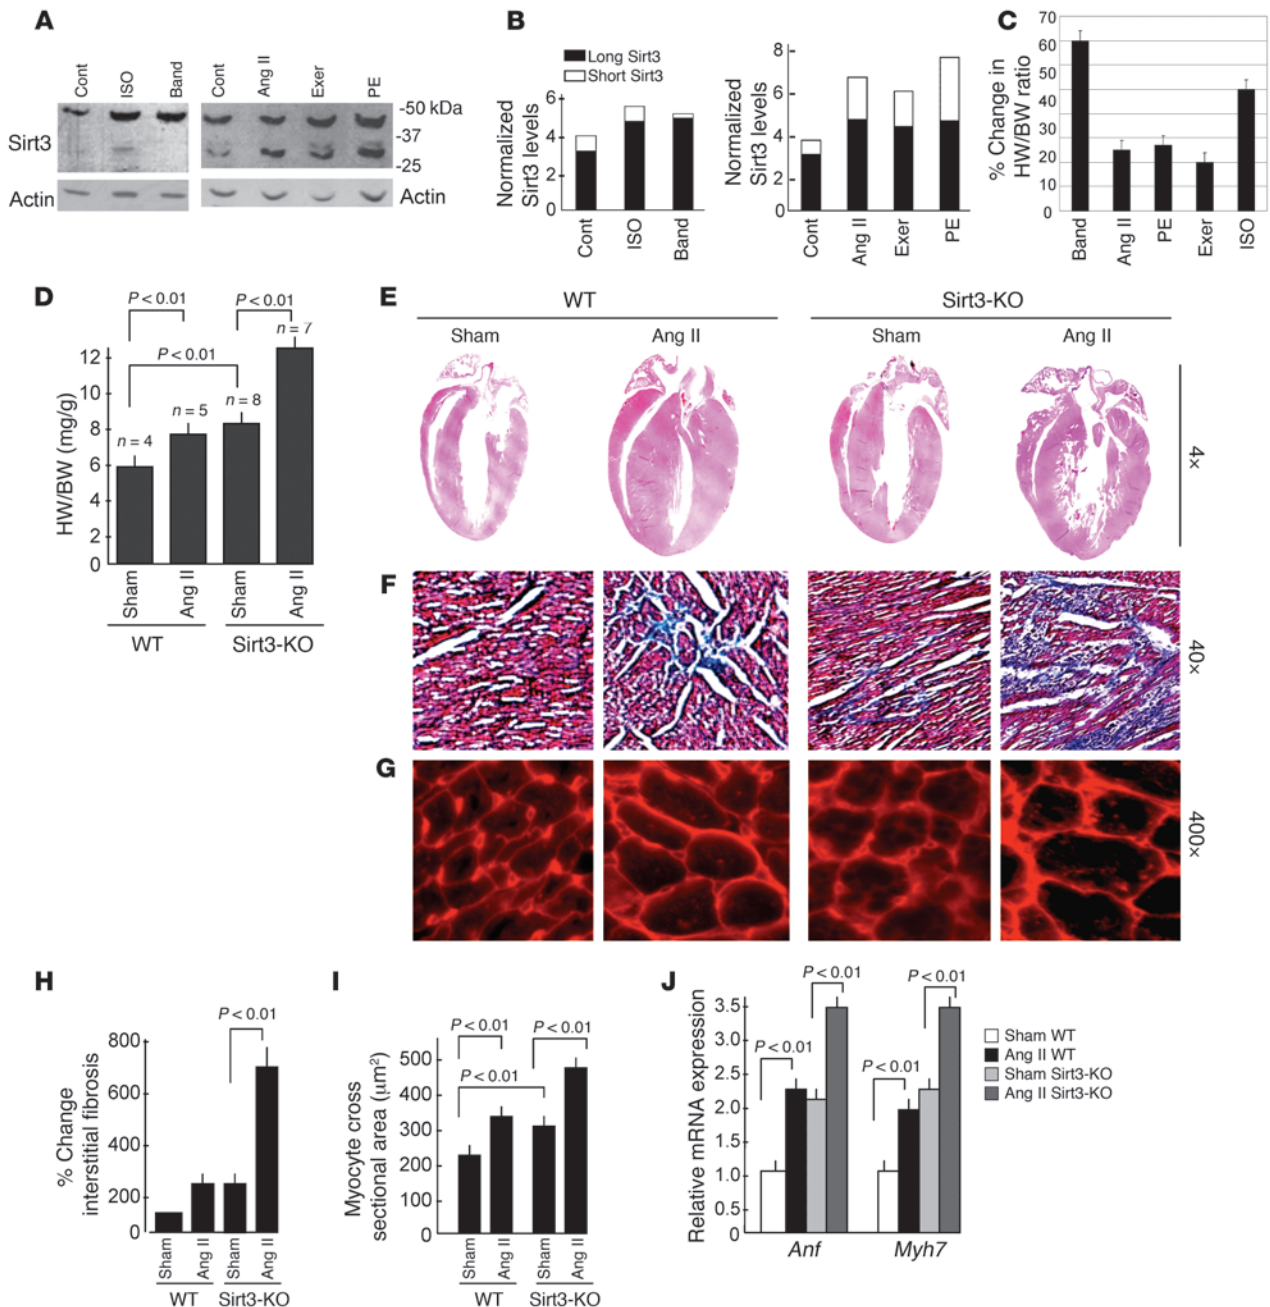 A
Cont
ISO
Band
Cont
Ang II
Exer
PE
Sirt3
-50 kDa
-37
-25
Actin
Actin
B
Long Sirt3
Short Sirt3
Normalized
Sirt3 levels
6
4
2
0
Cont
ISO
Band
Normalized
Sirt3 levels
8
6
4
2
0
Cont
Ang II
Exer
PE
C
% Change in
HW/BW ratio
70
60
50
40
30
20
10
0
Band
Ang II
PE
Exer
ISO
D
P < 0.01
P < 0.01
n = 7
P < 0.01
n = 8
n = 5
n = 4
HW/BW (mg/g)
12
10
8
6
4
2
0
Sham
Ang II
Sham
Ang II
WT
Sirt3-KO
E
WT
Sirt3-KO
Sham
Ang II
Sham
Ang II
4×
F
40×
G
400×
H
P < 0.01
% Change
interstitial fibrosis
800
600
400
200
0
Sham
Ang II
Sham
Ang II
WT
Sirt3-KO
I
P < 0.01
P < 0.01
P < 0.01
Myocyte cross
sectional area (µm²)
500
400
300
200
100
0
Sham
Ang II
Sham
Ang II
WT
Sirt3-KO
J
P < 0.01
P < 0.01
P < 0.01
P < 0.01
Relative mRNA expression
3.5
3.0
2.5
2.0
1.5
1.0
0.5
0
Anf
Myh7
Sham WT
Ang II WT
Sham Sirt3-KO
Ang II Sirt3-KO